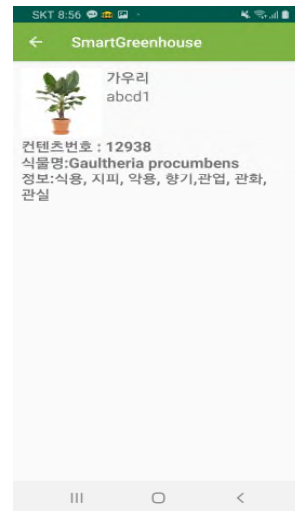 SKT 8:56
← SmartGreenhouse
가우리
abcd1
컨텐츠번호 : 12938
식물명:Gaultheria procumbens
정보:식용, 지피, 약용, 향기,관엽, 관화,
관실